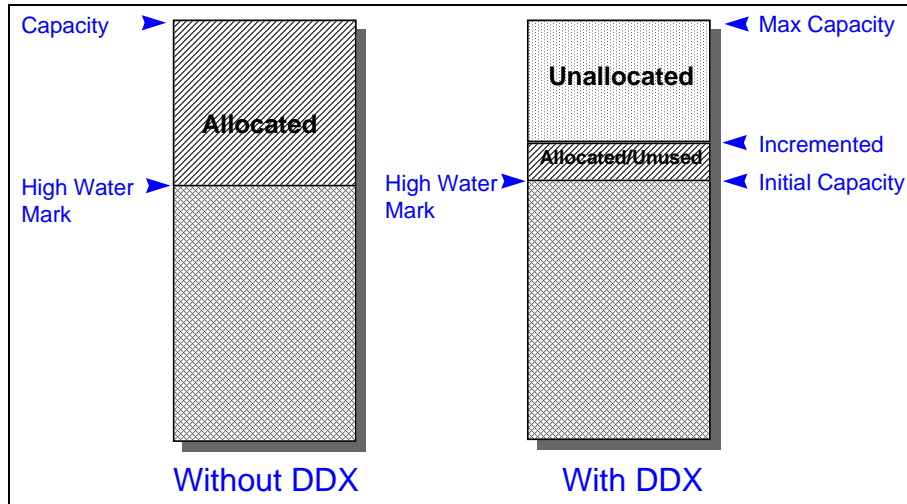 Capacity
Allocated
High Water
Mark
Without DDX
Max Capacity
Unallocated
Incremented
Allocated/Unused
High Water
Mark
Initial Capacity
With DDX